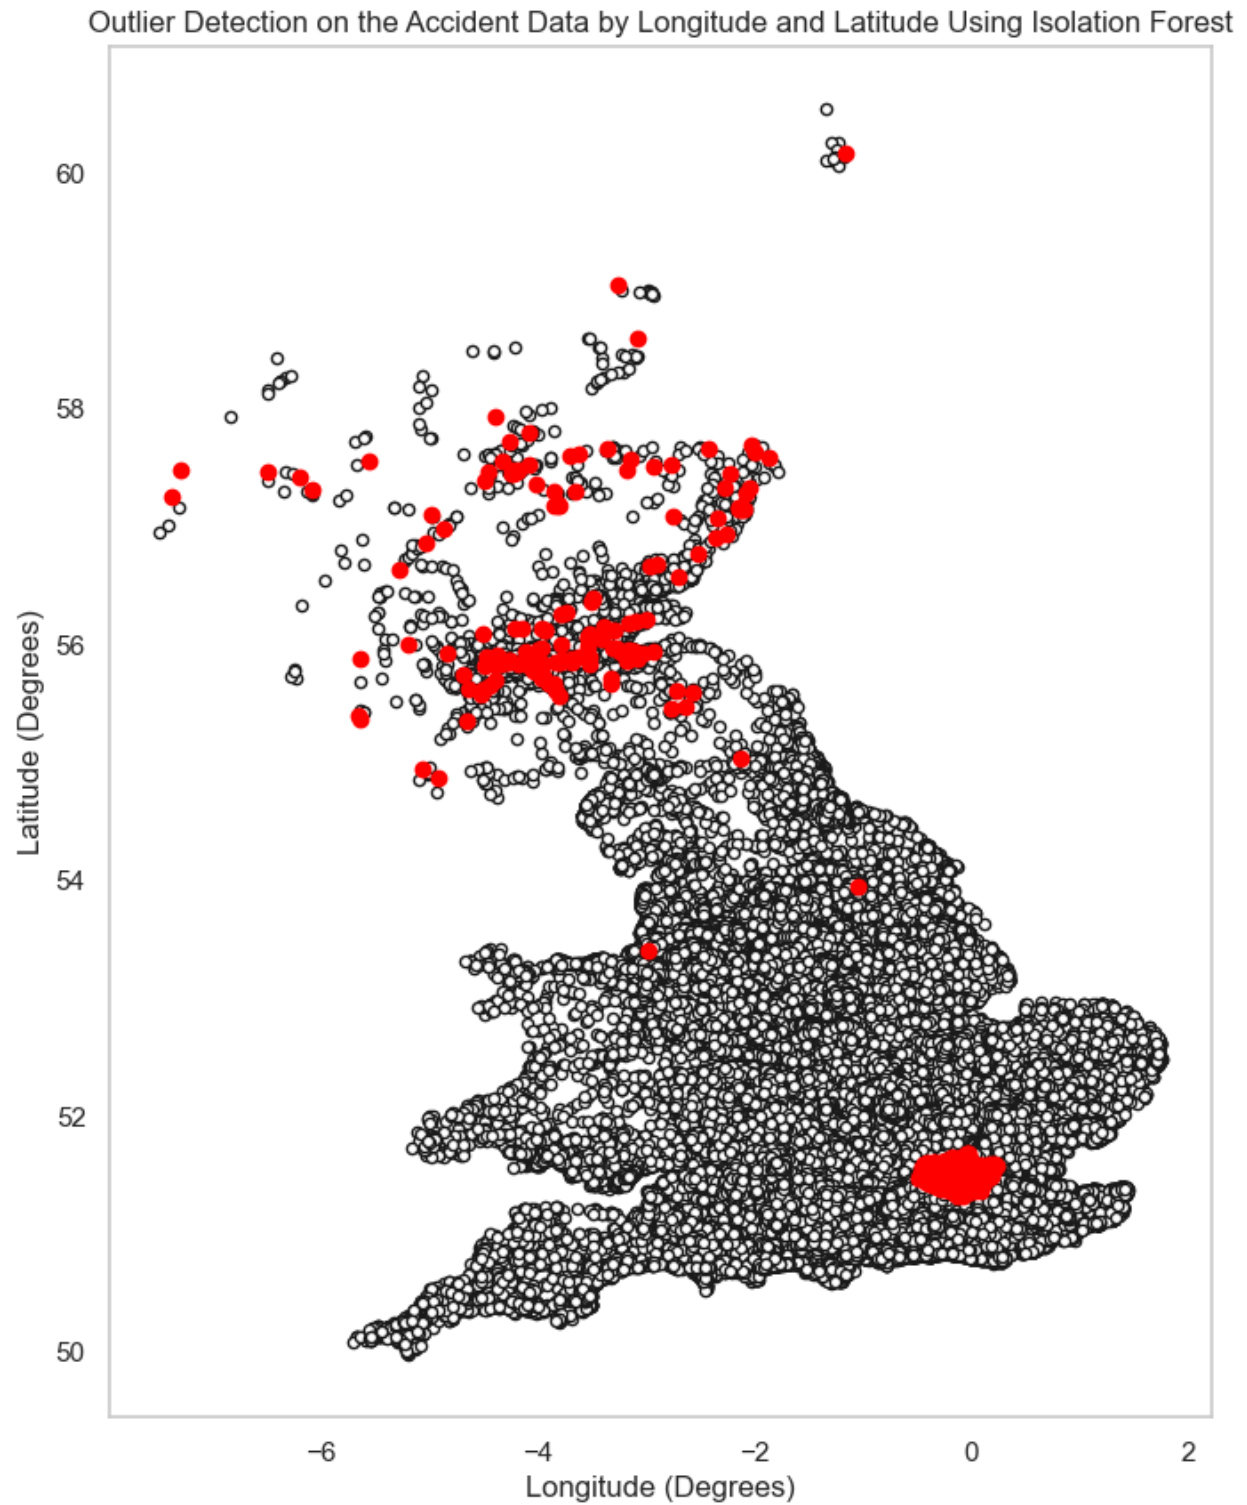 Outlier Detection on the Accident Data by Longitude and Latitude Using Isolation Forest
60
58
56
54
52
50
Latitude (Degrees)
−6 −4 −2 0 2
Longitude (Degrees)